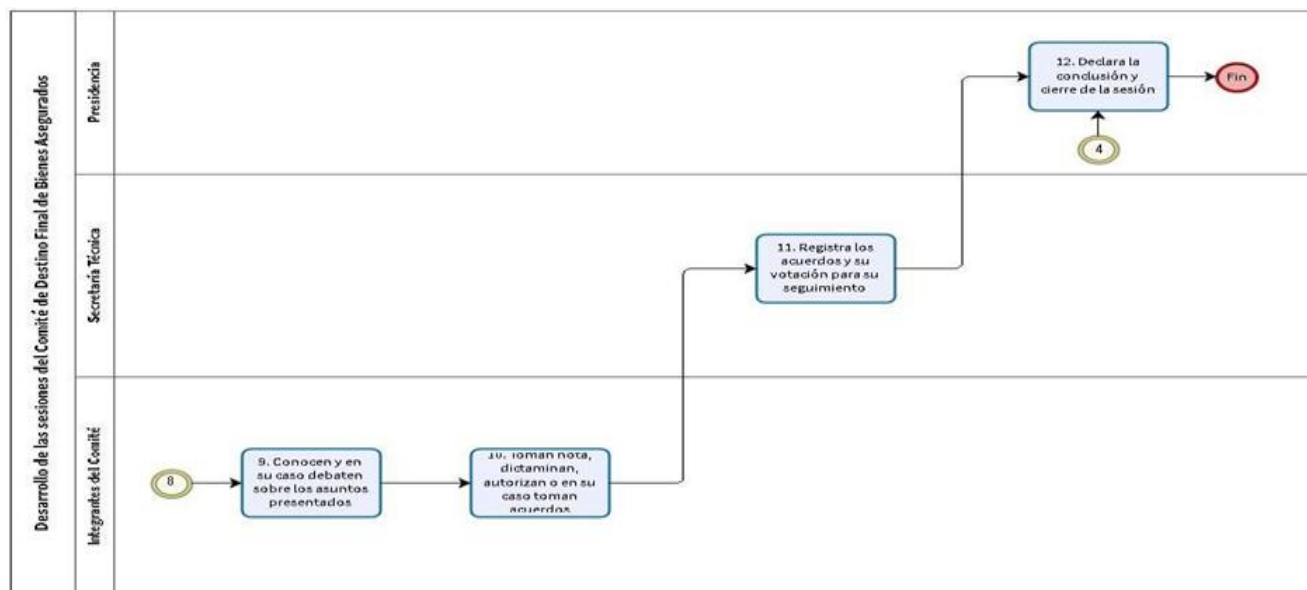 Desarrollo de las sesiones del Comité de Destino Final de Bienes Asegurados
Presidencia
12. Declara la
conclusión y
cierre de la sesión
Fin
4
Secretaría Técnica
11. Registra los
acuerdos y su
votación para su
seguimiento
Integrantes del Comité
8
9. Conocen y en
su caso debaten
sobre los asuntos
presentados
10. Toman nota,
dictaminan,
autorizan o en su
caso toman
acuerdos